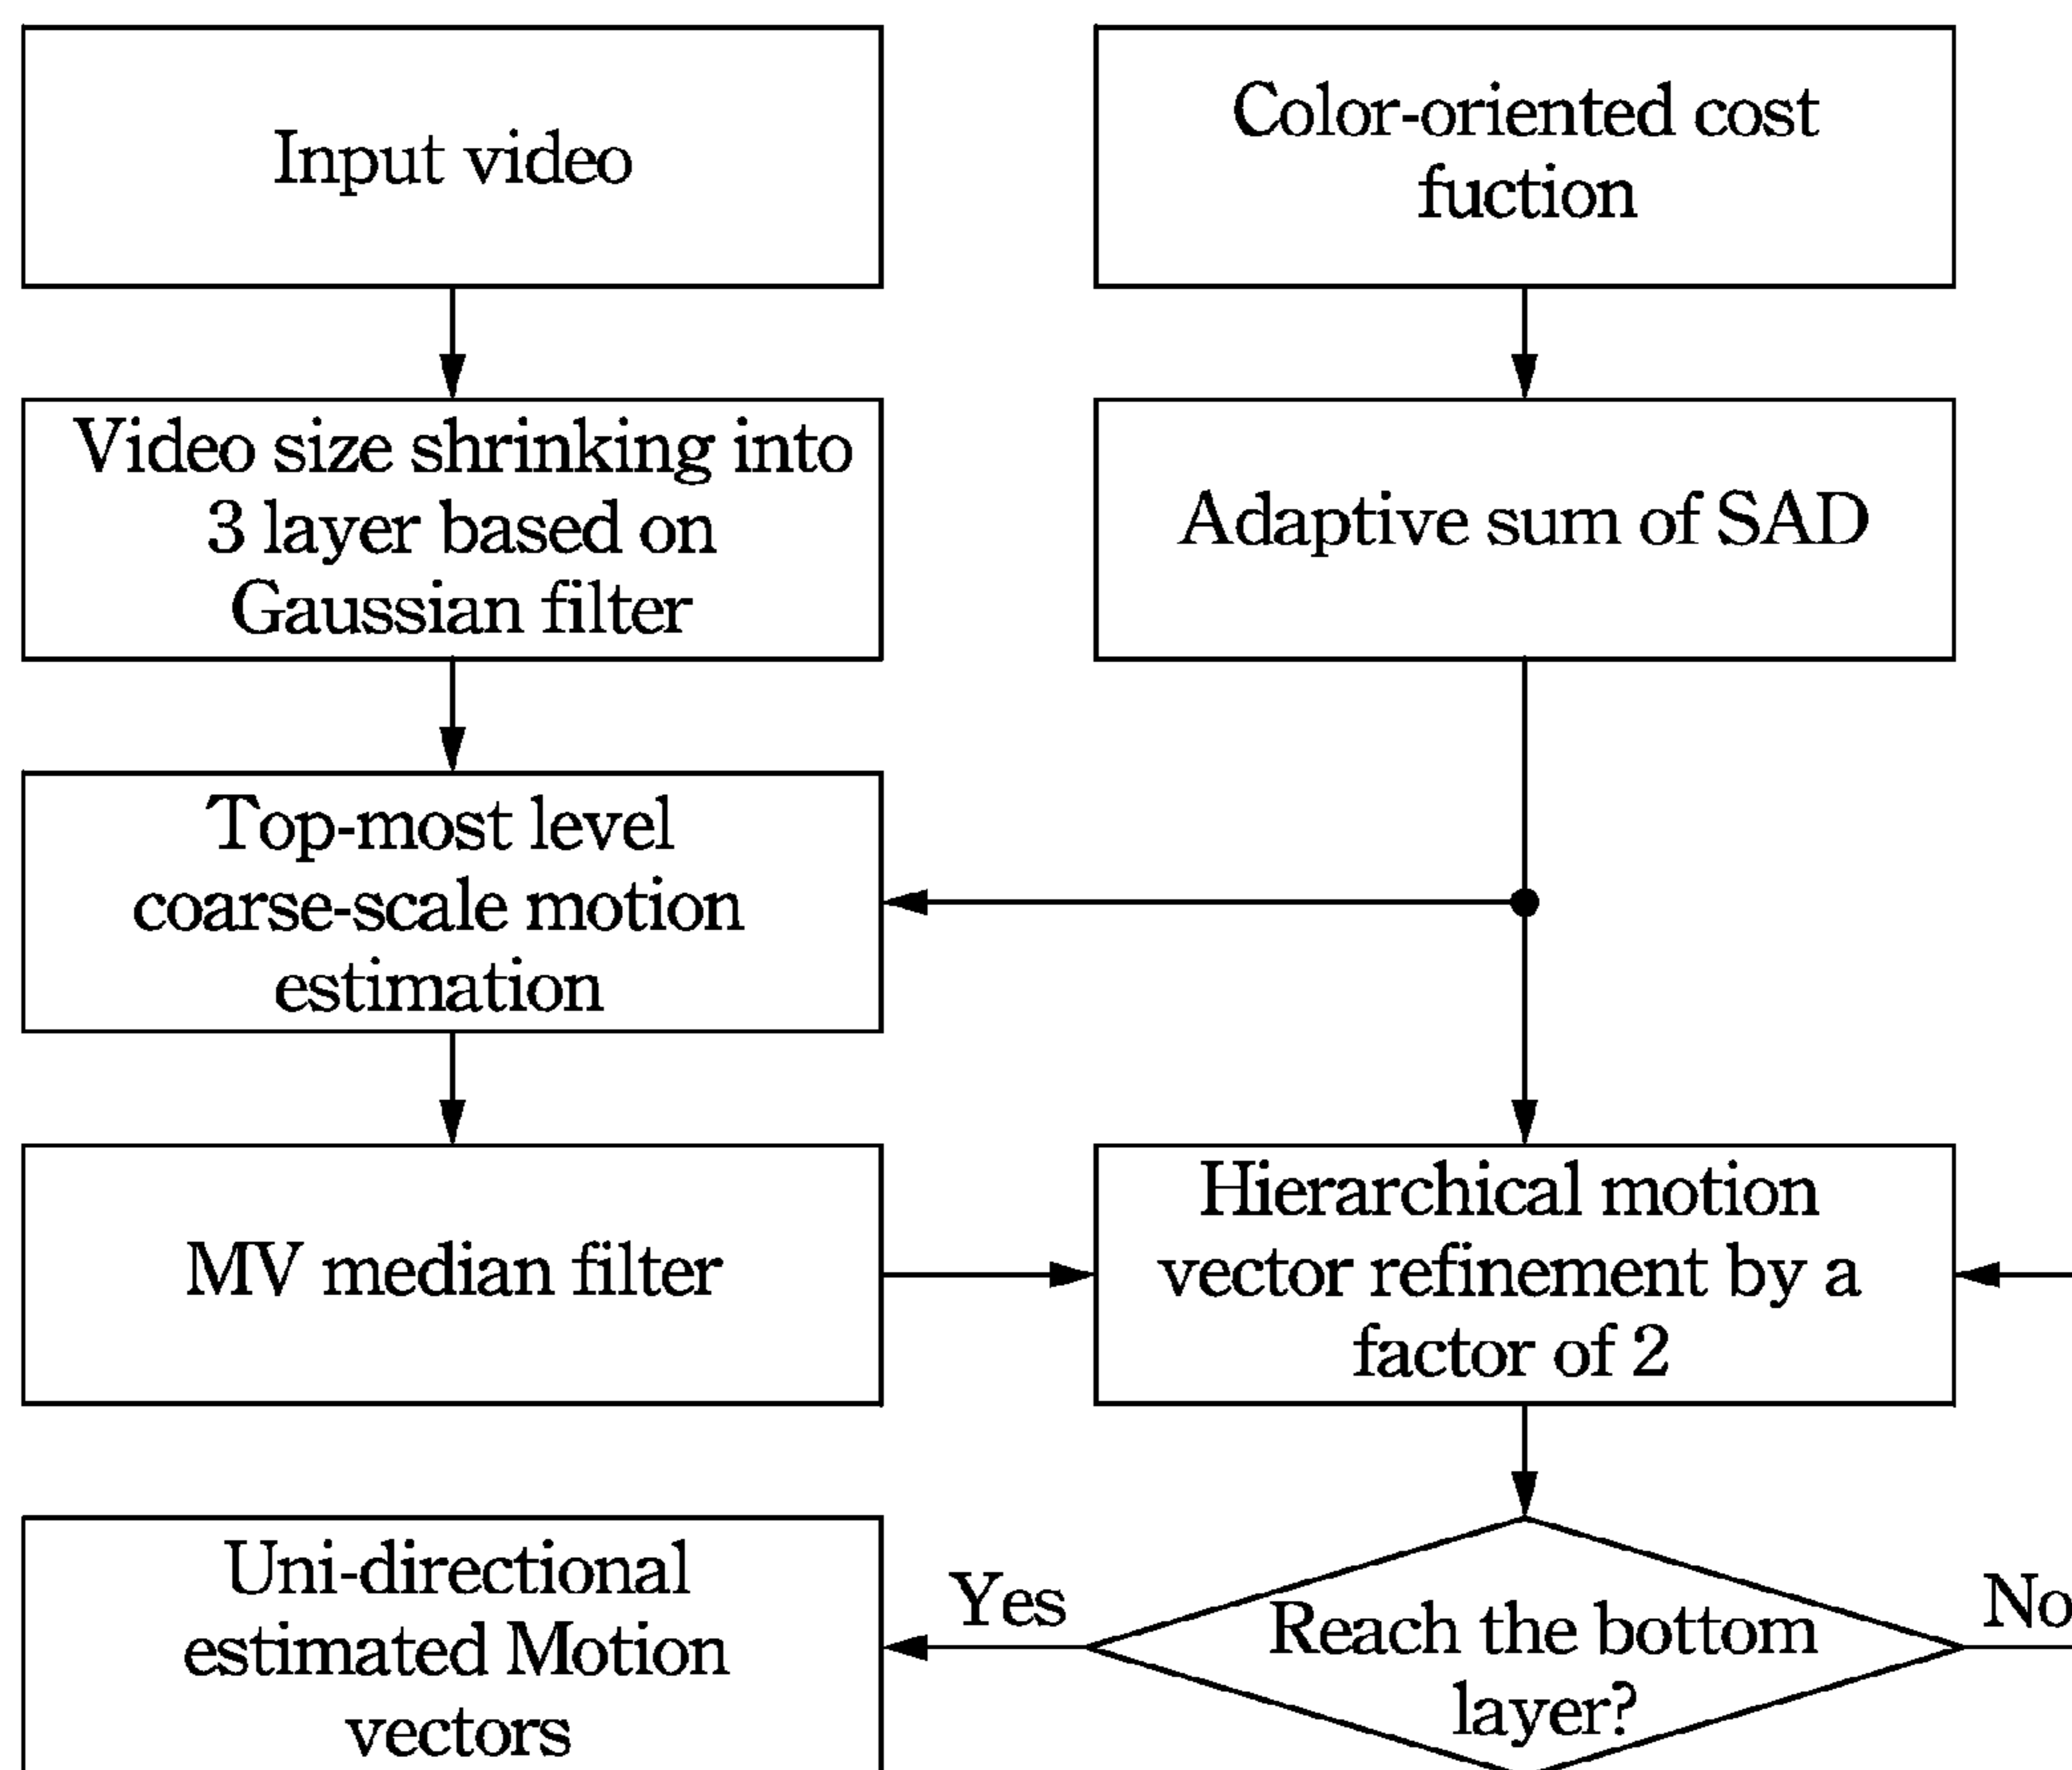 Input video
Color-oriented cost
fuction
Video size shrinking into
3 layer based on
Gaussian filter
Adaptive sum of SAD
Top-most level
coarse-scale motion
estimation
MV median filter
Hierarchical motion
vector refinement by a
factor of 2
Uni-directional
estimated Motion
vectors
Yes
Reach the bottom
layer?
No